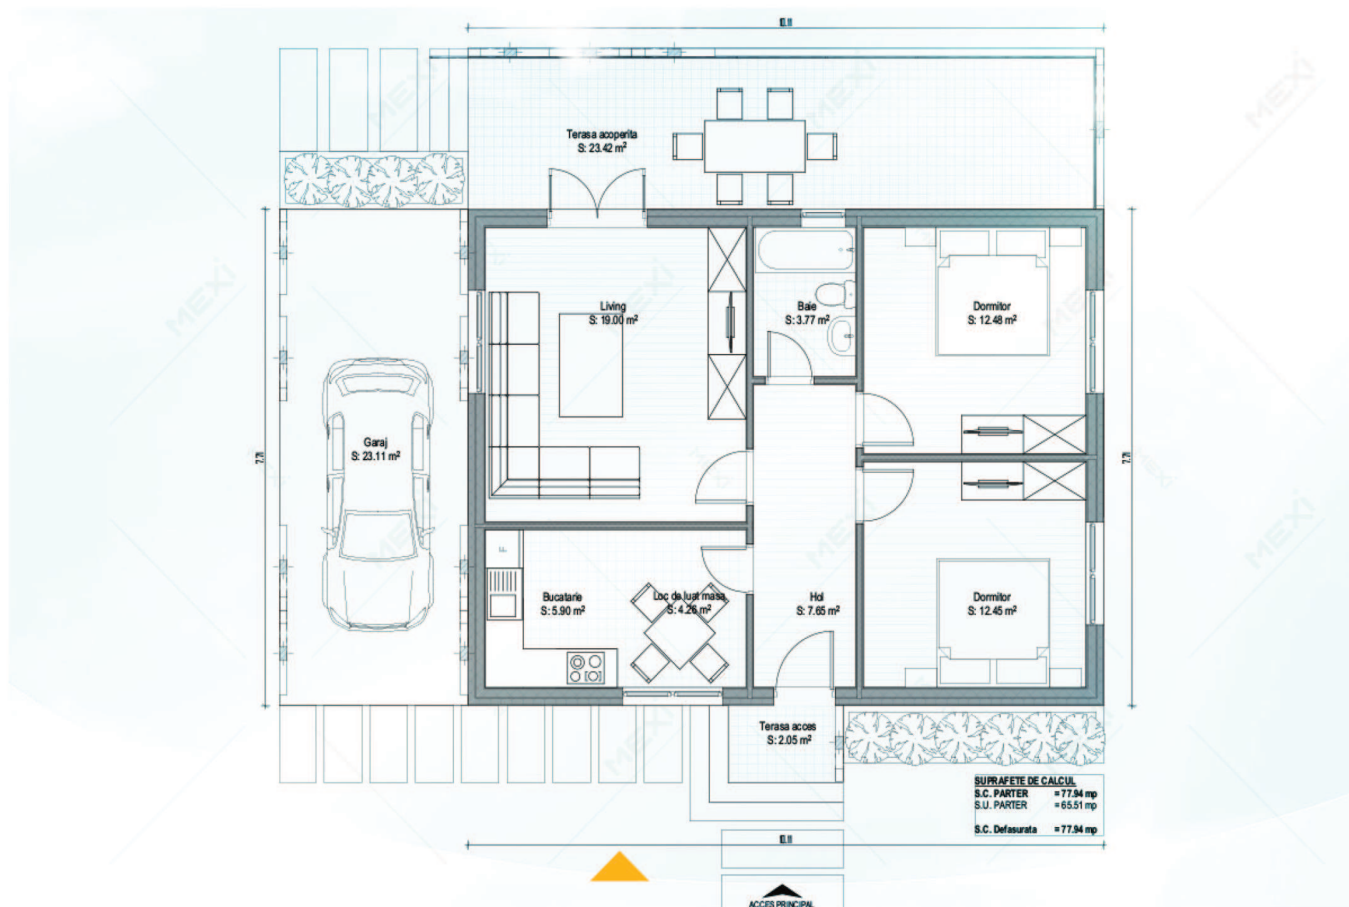 Terasa acoperita
S: 23.42 m²
Living
S: 19.00 m²
Baie
S: 3.77 m²
Dormitor
S: 12.48 m²
Garaj
S: 23.11 m²
Bucatarie
S: 5.90 m²
Loc de luat masa
S: 4.26 m²
Hol
S: 7.65 m²
Dormitor
S: 12.45 m²
Terasa acces
S: 2.05 m²
SUPRAFETE DE CALCUL
S.C. PARTER = 77.94 mp
S.U. PARTER = 65.51 mp
S.C. Defasurata = 77.94 mp
ACCES PRINCIPAL
MEXI